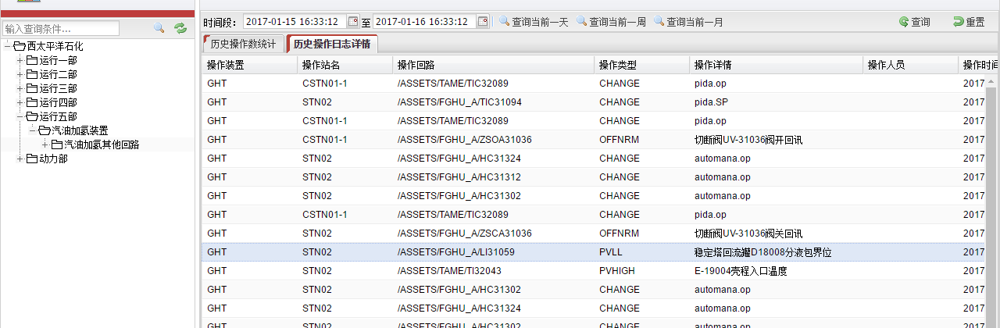 时间段: 2017-01-15 16:33:12 至 2017-01-16 16:33:12 查询当前一天 查询当前一周 查询当前一月 查询 重置
输入查询条件...
西太平洋石化
运行一部
运行二部
运行三部
运行四部
运行五部
汽油加氢装置
汽油加氢其他回路
动力部
历史操作数统计 历史操作日志详情
操作装置 操作站名 操作回路 操作类型 操作详情 操作人员 操作时间
GHT CSTN01-1 /ASSETS/TAME/TIC32089 CHANGE pida.op 2017
GHT STN02 /ASSETS/FGHU_A/TIC31094 CHANGE pida.SP 2017
GHT CSTN01-1 /ASSETS/TAME/TIC32089 CHANGE pida.op 2017
GHT CSTN01-1 /ASSETS/FGHU_A/ZSOA31036 OFFNRM 切断阀UV-31036阀开回讯 2017
GHT STN02 /ASSETS/FGHU_A/HC31324 CHANGE automana.op 2017
GHT STN02 /ASSETS/FGHU_A/HC31312 CHANGE automana.op 2017
GHT STN02 /ASSETS/FGHU_A/HC31302 CHANGE automana.op 2017
GHT CSTN01-1 /ASSETS/TAME/TIC32089 CHANGE pida.op 2017
GHT STN02 /ASSETS/FGHU_A/ZSCA31036 OFFNRM 切断阀UV-31036阀关回讯 2017
GHT STN02 /ASSETS/FGHU_A/LI31059 PVLL 稳定塔回流罐D18008分液包界位 2017
GHT STN02 /ASSETS/TAME/TI32043 PVHIGH E-19004壳程入口温度 2017
GHT STN02 /ASSETS/FGHU_A/HC31302 CHANGE automana.op 2017
GHT STN02 /ASSETS/FGHU_A/HC31324 CHANGE automana.op 2017
GHT STN02 /ASSETS/FGHU_A/HC31302 CHANGE automana.op 2017